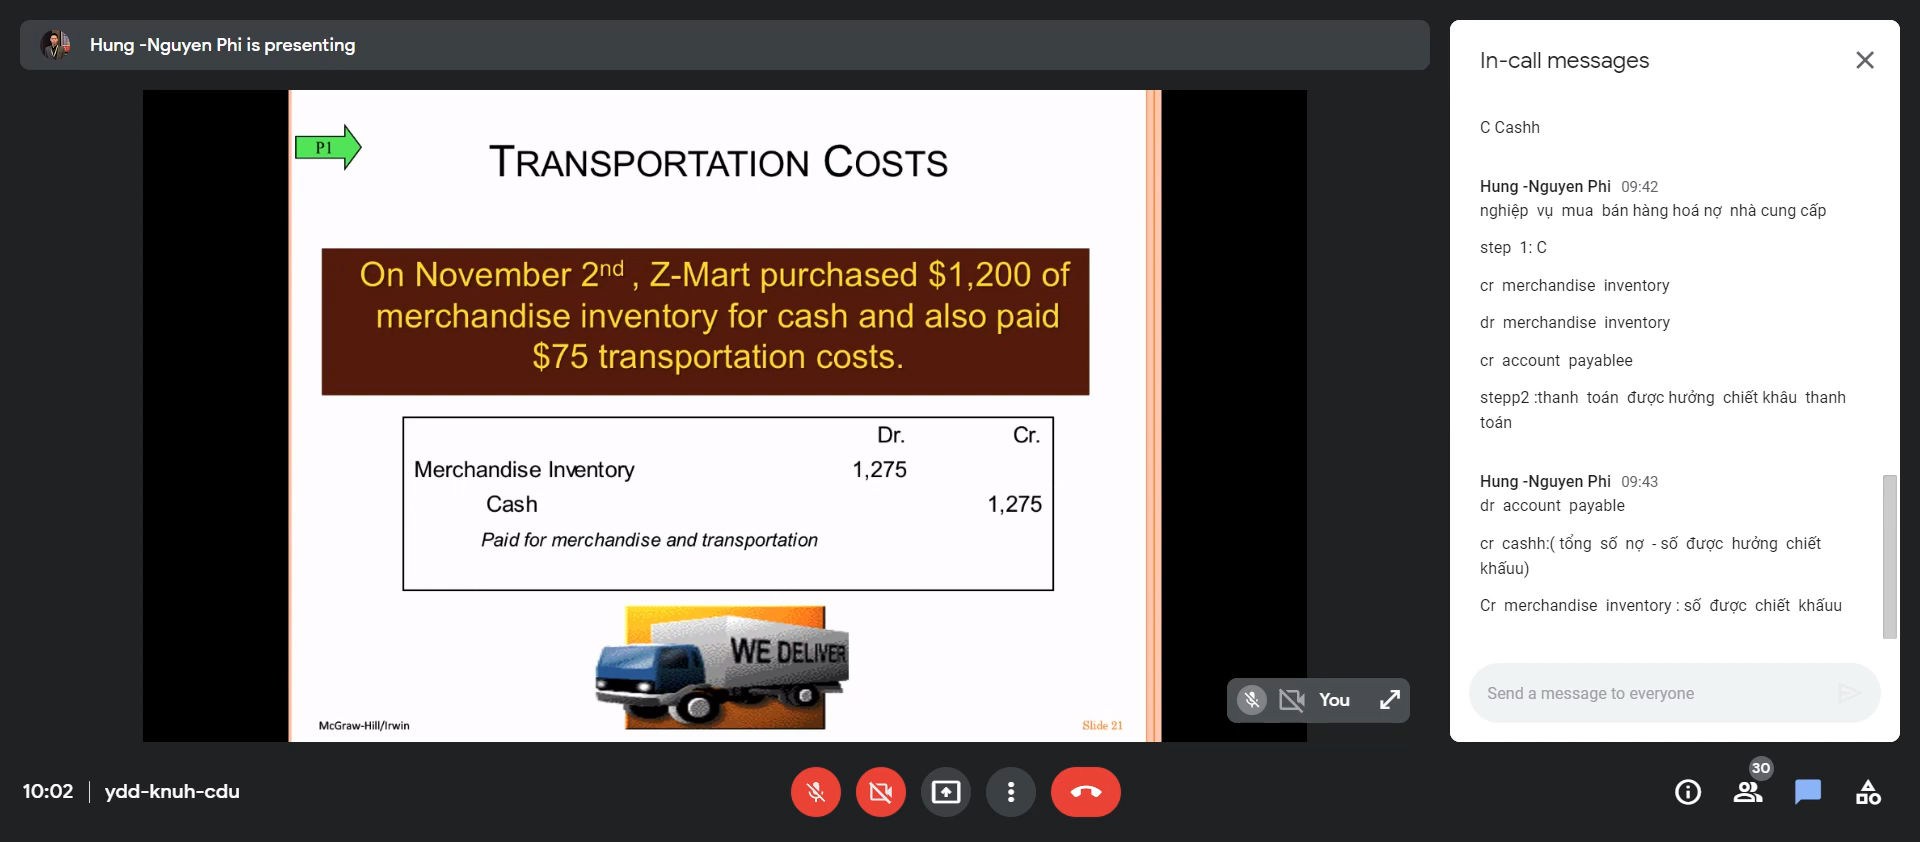 Hung -Nguyen Phi is presenting
P1
TRANSPORTATION COSTS
On November 2nd , Z-Mart purchased $1,200 of
merchandise inventory for cash and also paid
$75 transportation costs.
Dr. Cr.
Merchandise Inventory 1,275
Cash 1,275
Paid for merchandise and transportation
WE DELIVER
McGraw-Hill/Irwin
Slide 21
You
In-call messages
C Cashh
Hung -Nguyen Phi 09:42
nghiệp vụ mua bán hàng hoá nợ nhà cung cấp
step 1: C
cr merchandise inventory
dr merchandise inventory
cr account payablee
stepp2 :thanh toán được hưởng chiết khâu thanh
toán
Hung -Nguyen Phi 09:43
dr account payable
cr cashh:( tổng số nợ - số được hưởng chiết
khấuu)
Cr merchandise inventory : số được chiết khấuu
Send a message to everyone
10:02 ydd-knuh-cdu
30